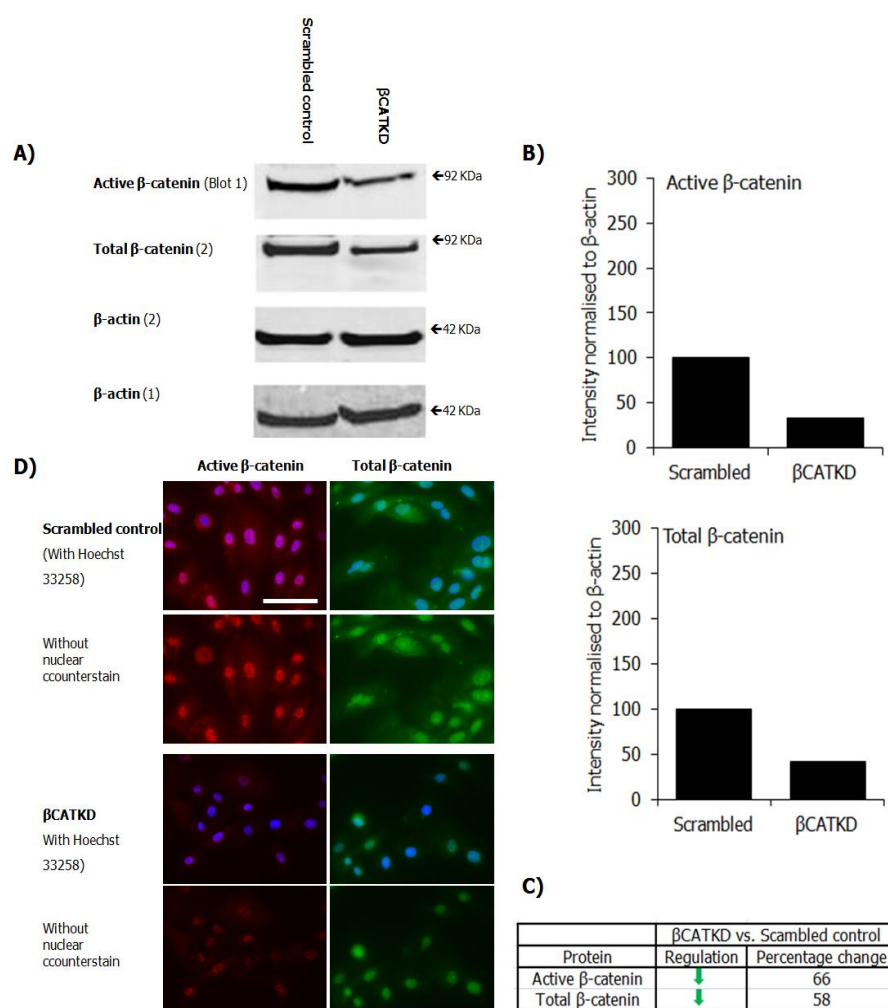 Scrambled control
βCATKD
A)
Active β-catenin (Blot 1)
←92 KDa
Total β-catenin (2)
←92 KDa
β-actin (2)
←42 KDa
β-actin (1)
←42 KDa
B)
Active β-catenin
Intensity normalised to β-actin
300
250
200
150
100
50
0
Scrambled
βCATKD
Total β-catenin
Intensity normalised to β-actin
300
250
200
150
100
50
0
Scrambled
βCATKD
C)
βCATKD vs. Scambled control
Protein Regulation Percentage change
Active β-catenin ↓ 66
Total β-catenin ↓ 58
D)
Active β-catenin Total β-catenin
Scrambled control
(With Hoechst
33258)
Without
nuclear
ccounterstain
βCATKD
With Hoechst
33258)
Without
nuclear
ccounterstain